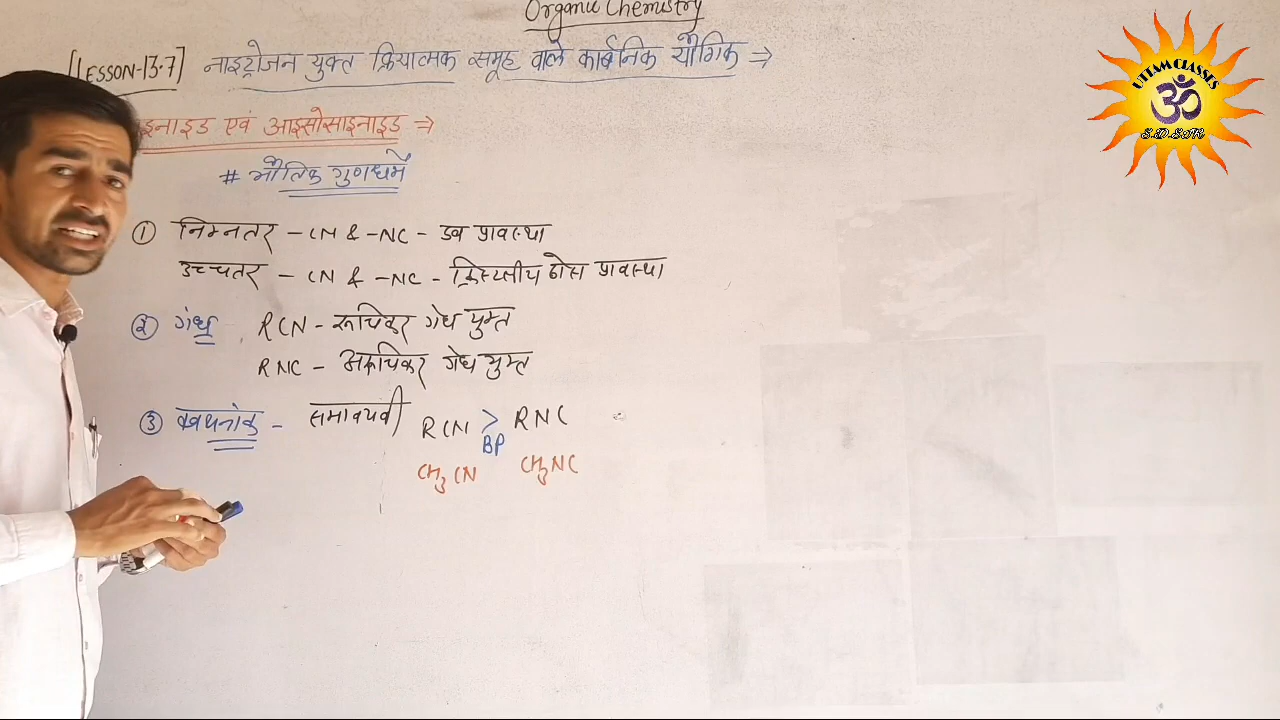 Organic Chemistry
[LESSON-13.7] नाइट्रोजन युक्त क्रियात्मक समूह वाले कार्बनिक यौगिक ⇒
इनाइड एवं आइसोसाइनाइड ⇒
# भौतिक गुणधर्म
① निम्नतर – CN & –NC – द्रव प्रावस्था
उच्चतर – CN & –NC – क्रिस्टलीय ठोस प्रावस्था
② गंध RCN – रूचिकर गंध युक्त
RNC – अरूचिकर गंध युक्त
③ क्वथनांक – समावयवी RCN > RNC
BP
CH3CN CH3NC
UTTAM CLASSES
ॐ